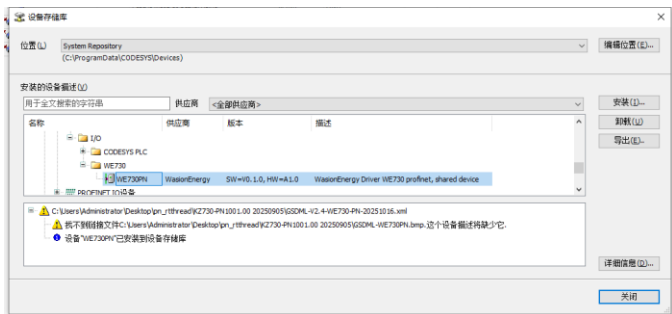 设备存储库
位置(L) System Repository 编辑位置(E)...
(C:\ProgramData\CODESYS\Devices)
安装的设备描述(V)
用于全文搜索的字符串 供应商 <全部供应商> 安装(I)...
名称 供应商 版本 描述 卸载(U)
I/O 导出(E)...
CODESYS PLC
WE730
WE730PN WasionEnergy SW=V0.1.0, HW=A1.0 WasionEnergy Driver WE730 profinet, shared device
PROFINET IO设备
C:\Users\Administrator\Desktop\pn_rtthread\KZ730-PN1001.00 20250905\GSDML-V2.4-WE730-PN-20251016.xml
找不到链接文件C:\Users\Administrator\Desktop\pn_rtthread\KZ730-PN1001.00 20250905\GSDML-WE730PN.bmp.这个设备描述将缺少它.
设备"WE730PN"已安装到设备存储库
详细信息(D)...
关闭